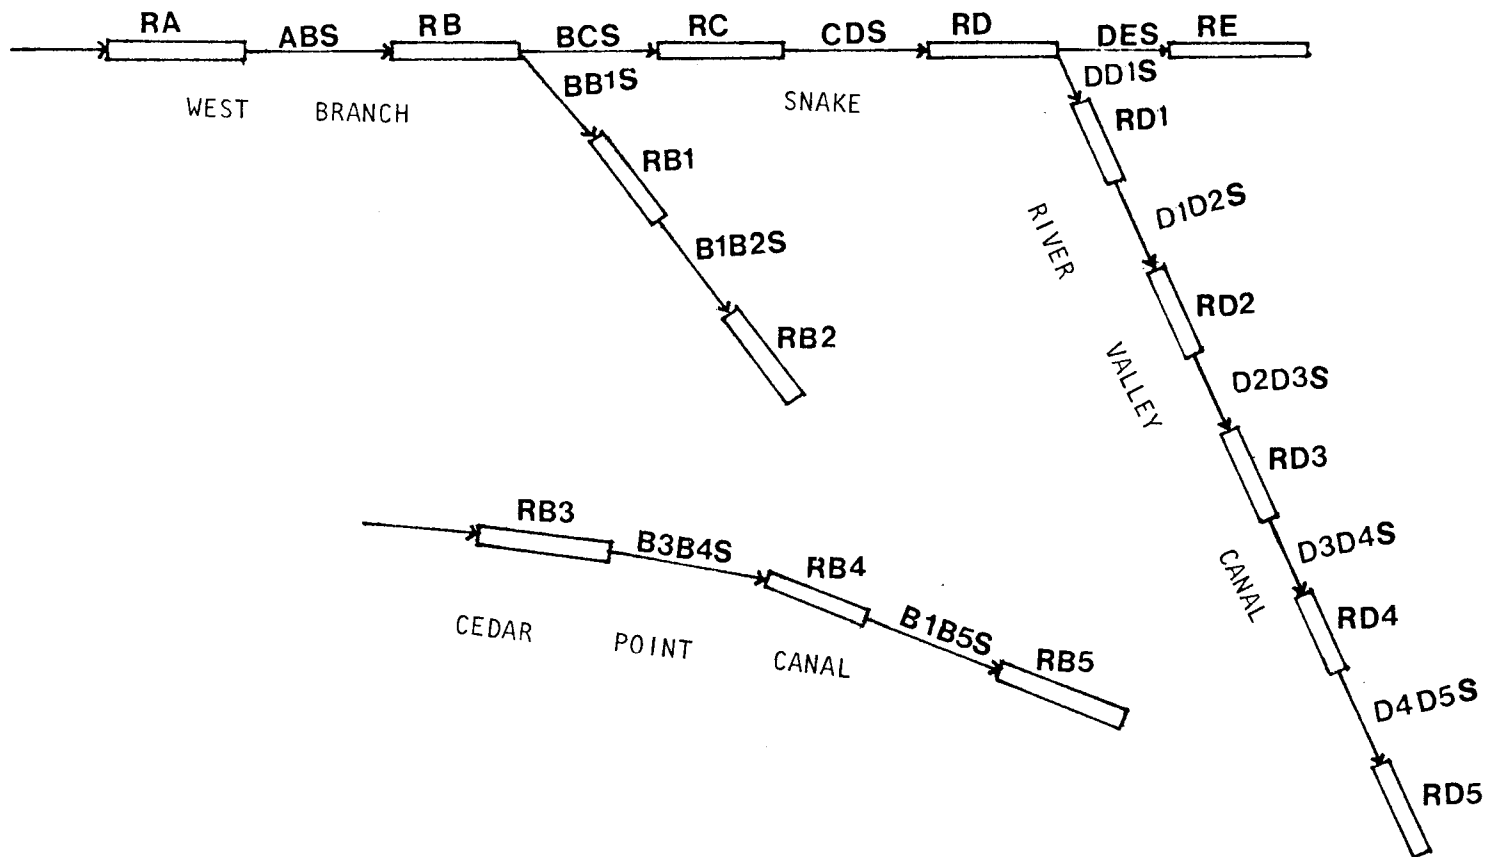 RA ABS RB BCS RC CDS RD DES RE
BB1S DD1S
WEST BRANCH SNAKE
RD1
RB1
D1D2S
RIVER
B1B2S
RD2
RB2
VALLEY
D2D3S
RD3
RB3
B3B4S
D3D4S
RB4
CANAL
B1B5S
RD4
CEDAR POINT CANAL
RB5
D4D5S
RD5